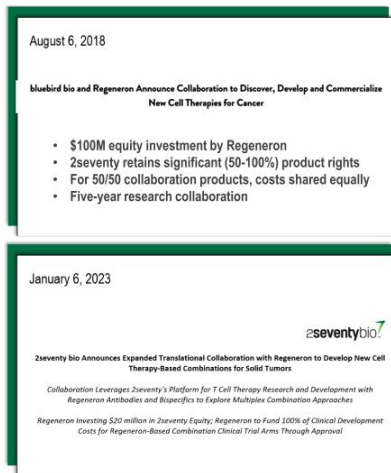 August 6, 2018
bluebird bio and Regeneron Announce Collaboration to Discover, Develop and Commercialize
New Cell Therapies for Cancer
• $100M equity investment by Regeneron
• 2seventy retains significant (50-100%) product rights
• For 50/50 collaboration products, costs shared equally
• Five-year research collaboration
January 6, 2023
2seventybio
2seventy bio Announces Expanded Translational Collaboration with Regeneron to Develop New Cell
Therapy-Based Combinations for Solid Tumors
Collaboration Leverages 2seventy's Platform for T Cell Therapy Research and Development with
Regeneron Antibodies and Bispecifics to Explore Multiplex Combination Approaches
Regeneron Investing $20 million in 2seventy Equity; Regeneron to Fund 100% of Clinical Development
Costs for Regeneron-Based Combination Clinical Trial Arms Through Approval